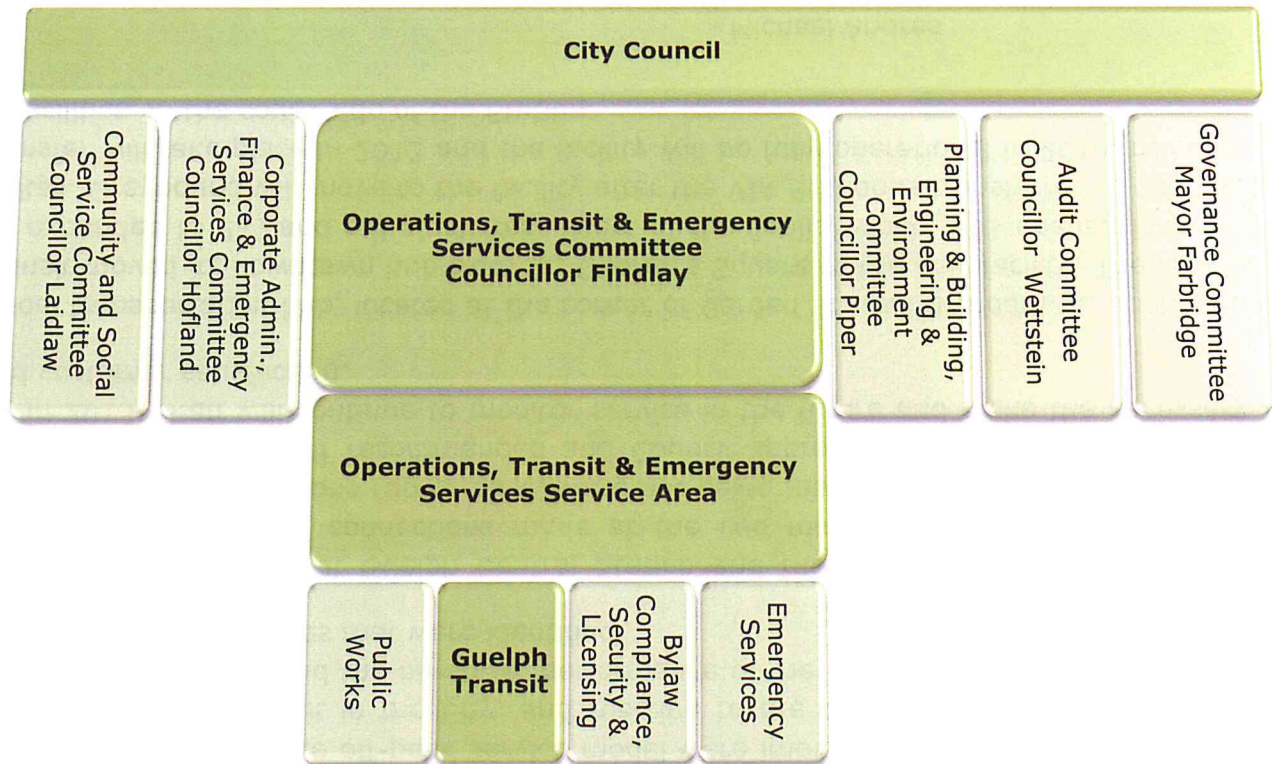 City Council
Community and Social
Service Committee
Councillor Laidlaw
Corporate Admin.,
Finance & Emergency
Services Committee
Councillor Hofland
Operations, Transit & Emergency
Services Committee
Councillor Findlay
Planning & Building,
Engineering &
Environment
Committee
Councillor Piper
Audit Committee
Councillor Wettstein
Governance Committee
Mayor Farbridge
Operations, Transit & Emergency
Services Service Area
Public
Works
Guelph
Transit
Bylaw
Compliance,
Security &
Licensing
Emergency
Services